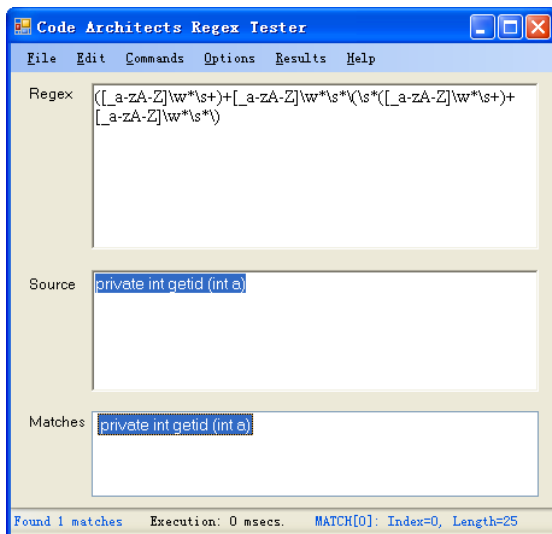 Code Architects Regex Tester
File Edit Commands Options Results Help
Regex
([_a-zA-Z]\w*\s+)+[_a-zA-Z]\w*\s*\(\s*([_a-zA-Z]\w*\s+)+
[_a-zA-Z]\w*\s*\)
Source
private int getid (int a)
Matches
private int getid (int a)
Found 1 matches Execution: 0 msecs. MATCH[0]: Index=0, Length=25